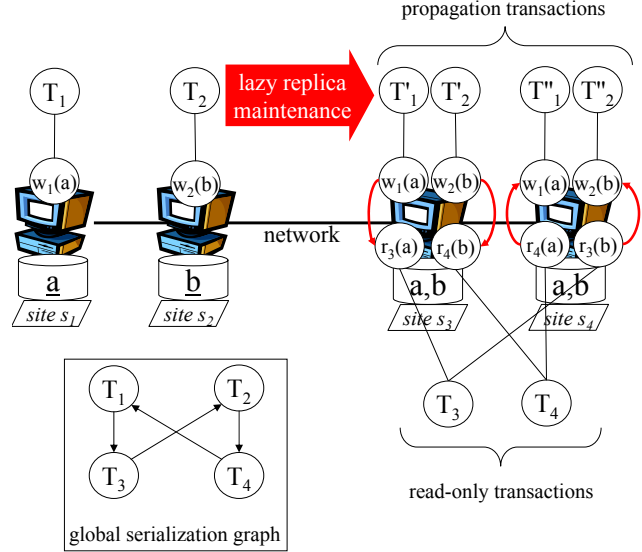 propagation transactions
T₁
T₂
lazy replica
maintenance
T'₁
T'₂
T''₁
T''₂
w₁(a)
w₂(b)
w₁(a)
w₂(b)
w₁(a)
w₂(b)
network
r₃(a)
r₄(b)
r₄(a)
r₃(b)
a
b
a,b
a,b
site s₁
site s₂
site s₃
site s₄
T₁
T₂
T₃
T₄
T₃
T₄
global serialization graph
read-only transactions